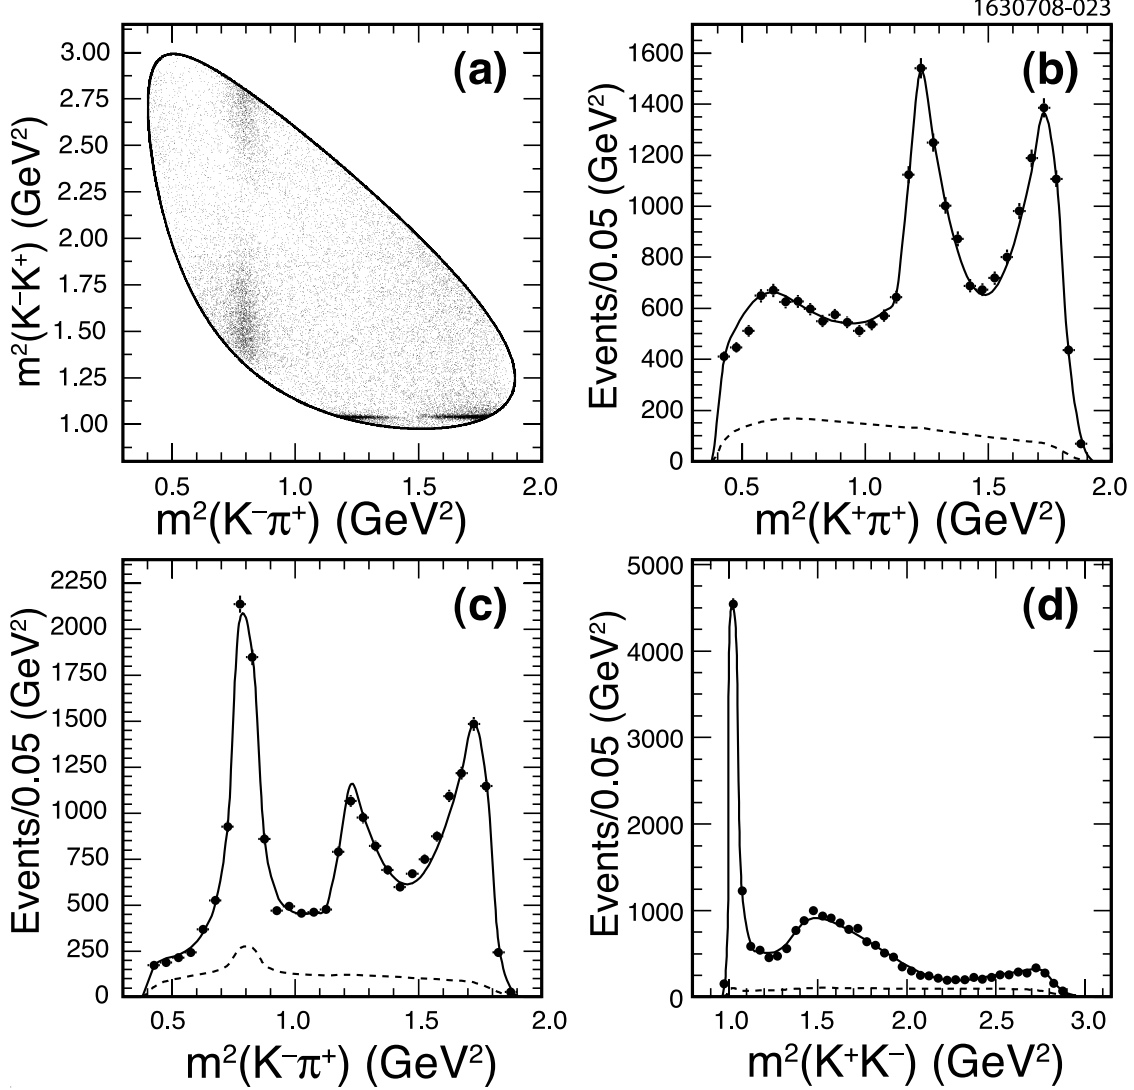 1630708-023
(a)
3.00
2.75
2.50
2.25
2.00
1.75
1.50
1.25
1.00
m²(K⁻K⁺) (GeV²)
0.5 1.0 1.5 2.0
m²(K⁻π⁺) (GeV²)
(b)
1600
1400
1200
1000
800
600
400
200
0
Events/0.05 (GeV²)
0.5 1.0 1.5 2.0
m²(K⁺π⁺) (GeV²)
(c)
2250
2000
1750
1500
1250
1000
750
500
250
0
Events/0.05 (GeV²)
0.5 1.0 1.5 2.0
m²(K⁻π⁺) (GeV²)
(d)
5000
4000
3000
2000
1000
0
Events/0.05 (GeV²)
1.0 1.5 2.0 2.5 3.0
m²(K⁺K⁻) (GeV²)